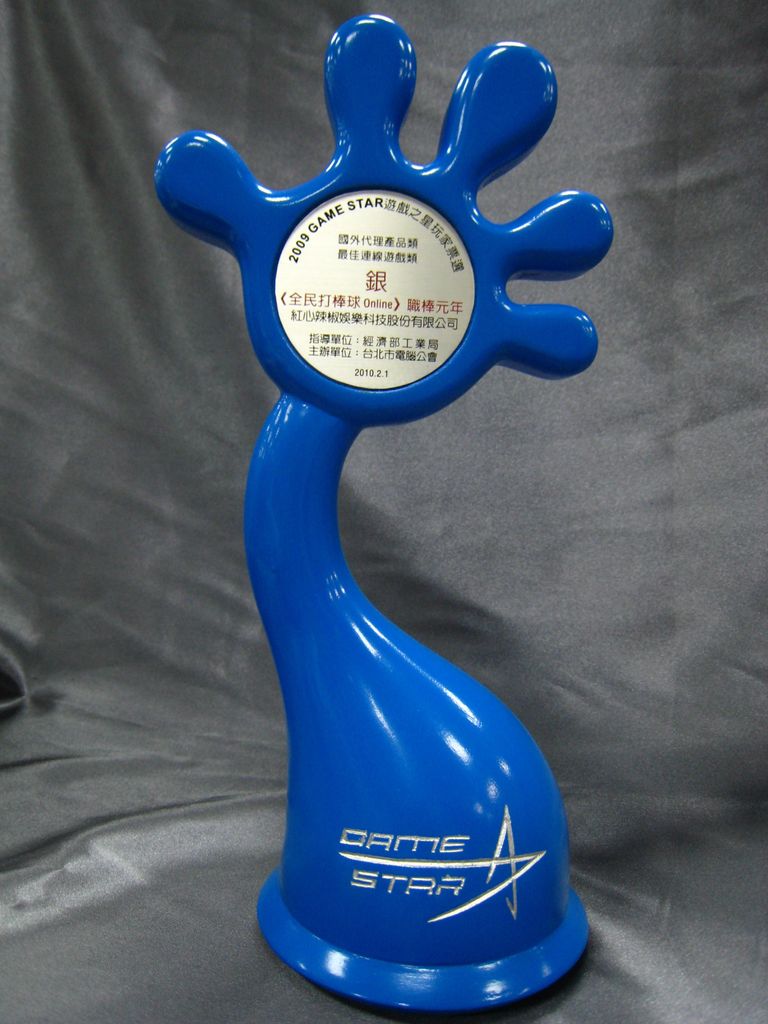 2009 GAME STAR遊戲之星玩家票選
國外代理產品類
最佳連線遊戲類
銀
《全民打棒球 Online》職棒元年
紅心辣椒娛樂科技股份有限公司
指導單位：經濟部工業局
主辦單位：台北市電腦公會
2010.2.1
GAME
STAR